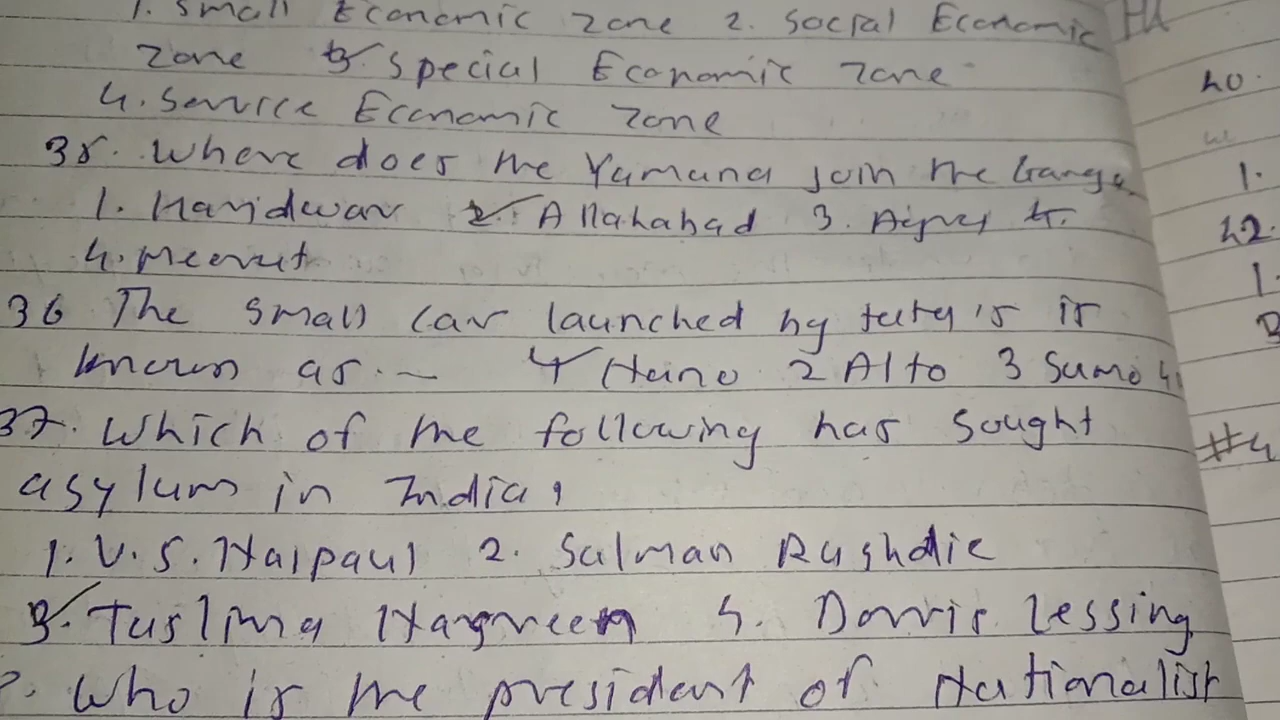 1. Small Economic Zone 2. Social Economic
Zone 3. Special Economic Zone
4. Service Economic Zone
35. Where does the Yamuna join the Ganga
1. Haridwar 2. Allahabad 3. Agra
4. Meerut
36 The small car launched by is
known as. — 1 Nano 2 Alto 3 Sumo 4.
37. Which of the following has sought
asylum in India,
1. V.S. Naipaul 2. Salman Rushdie
3. Taslima Nasreen 4. Dorris Lessing
Who is the president of Nationalist
40.
1.
42.
1.
3
#4